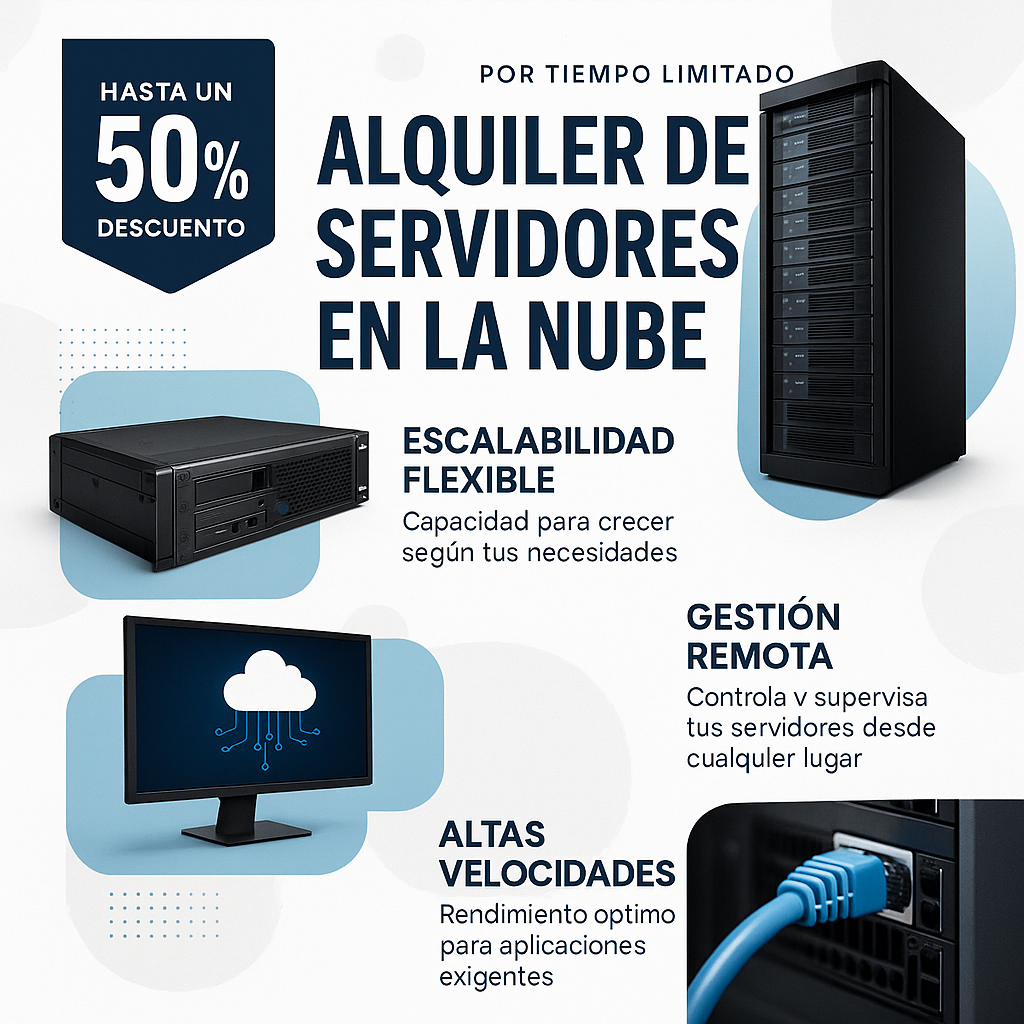 HASTA UN
50%
DESCUENTO
POR TIEMPO LIMITADO
ALQUILER DE
SERVIDORES
EN LA NUBE
ESCALABILIDAD
FLEXIBLE
Capacidad para crecer
según tus necesidades
GESTIÓN
REMOTA
Controla v supervisa
tus servidores desde
cualquler lugar
ALTAS
VELOCIDADES
Rendimiento optimo
para aplicaciones
exigentes